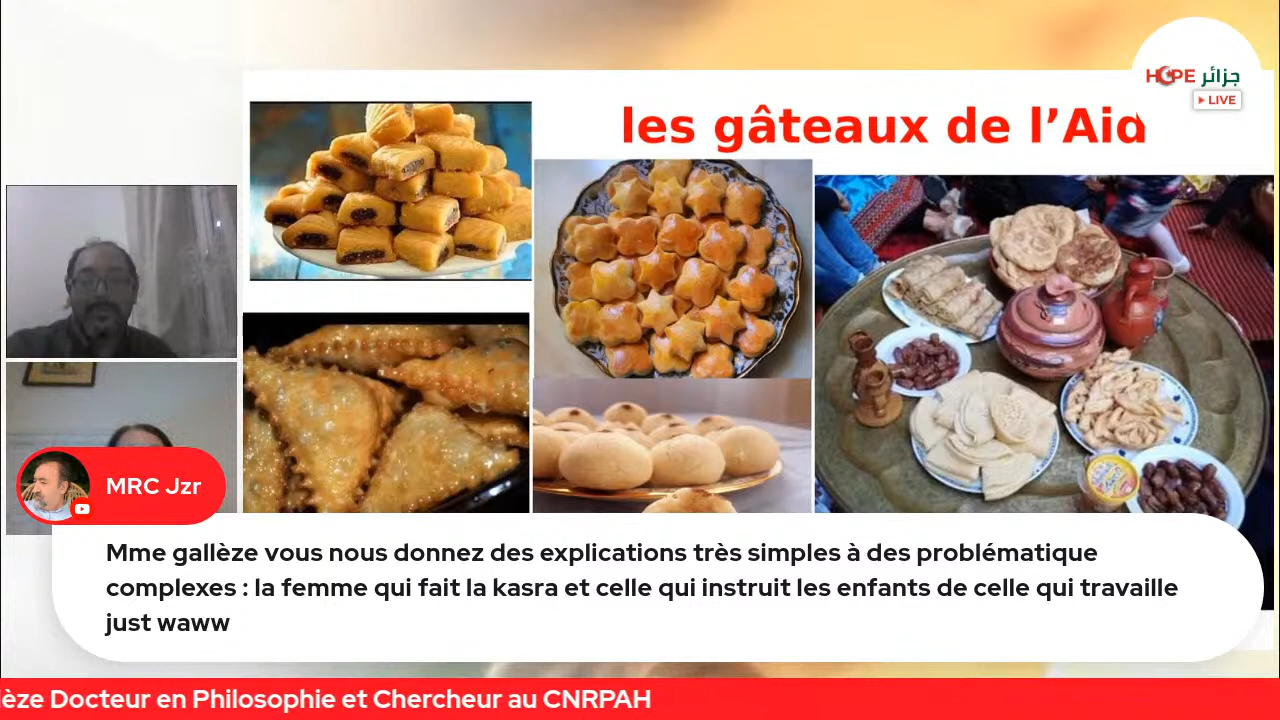 HOPE جزائر
LIVE
les gâteaux de l’Aid
MRC Jzr
Mme gallèze vous nous donnez des explications très simples à des problématique
complexes : la femme qui fait la kasra et celle qui instruit les enfants de celle qui travaille
just waww
lèze Docteur en Philosophie et Chercheur au CNRPAH